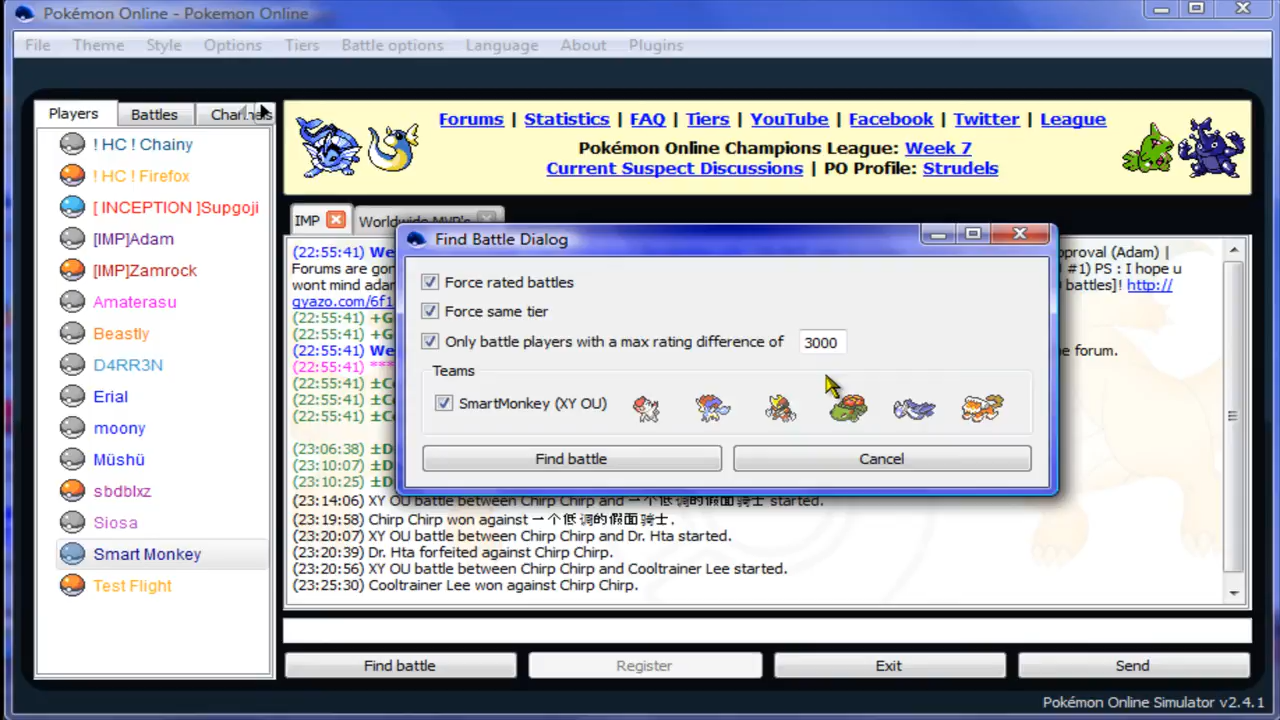 Pokémon Online - Pokemon Online
File Theme Style Options Tiers Battle options Language About Plugins
Players Battles
! HC ! Chainy
! HC ! Firefox
[ INCEPTION ]Supgoji
[IMP]Adam
[IMP]Zamrock
Amaterasu
Beastly
D4RR3N
Erial
moony
Müshü
sbdblxz
Siosa
Smart Monkey
Test Flight
Forums | Statistics | FAQ | Tiers | YouTube | Facebook | Twitter | League
Pokémon Online Champions League: Week 7
Current Suspect Discussions | PO Profile: Strudels
IMP Worldwide MVP's
(22:55:41) We
pproval (Adam) |
Forums are gor
#1) PS : I hope u
wont mind adam
battles]! http://
gyazo.com/6f1
(22:55:41) +G
(22:55:41) +G
(22:55:41) We
e forum.
(22:55:41) ***
(22:55:41) ±C
(22:55:41) ±C
(23:06:38) ±D
(23:10:07) ±D
(23:10:25) ±D
(23:14:06) XY OU battle between Chirp Chirp and 一个低调的假面骑士 started.
(23:19:58) Chirp Chirp won against 一个低调的假面骑士.
(23:20:07) XY OU battle between Chirp Chirp and Dr. Hta started.
(23:20:39) Dr. Hta forfeited against Chirp Chirp.
(23:20:56) XY OU battle between Chirp Chirp and Cooltrainer Lee started.
(23:25:30) Cooltrainer Lee won against Chirp Chirp.
Find Battle Dialog
Force rated battles
Force same tier
Only battle players with a max rating difference of 3000
Teams
SmartMonkey (XY OU)
Find battle Cancel
Find battle Register Exit Send
Pokémon Online Simulator v2.4.1